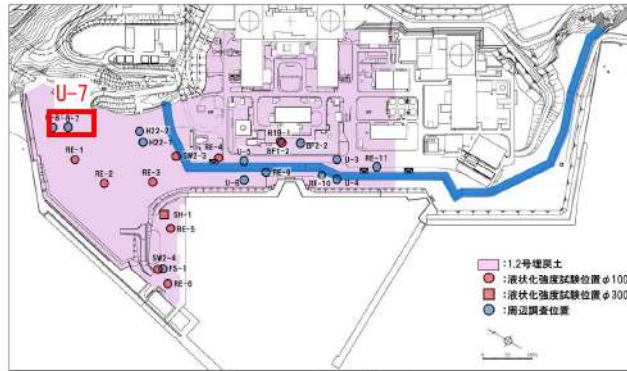 U-7
U-8
U-7
H22-2
H22-1
RE-1
RE-2
RE-3
SW2-3
RE-4
U-5
U-6
RE-9
H19-1
BF1-2
BF2-2
U-3
U-4
RE-10
RE-11
SH-1
RE-5
SW2-4
RE-6
:1,2号埋戻土
:液状化強度試験位置φ100
:液状化強度試験位置φ300
:周辺調査位置